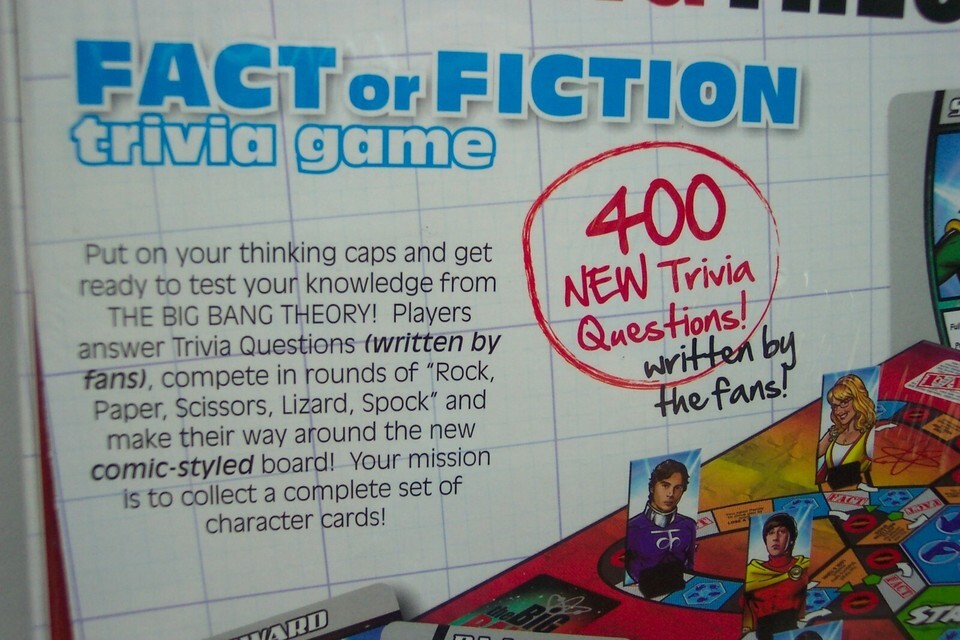 FACT or FICTION
trivia game
Put on your thinking caps and get
ready to test your knowledge from
THE BIG BANG THEORY! Players
answer Trivia Questions (written by
fans), compete in rounds of “Rock,
Paper, Scissors, Lizard, Spock” and
make their way around the new
comic-styled board! Your mission
is to collect a complete set of
character cards!
400
NEW Trivia
Questions!
written by
the fans!
FACT
FACT